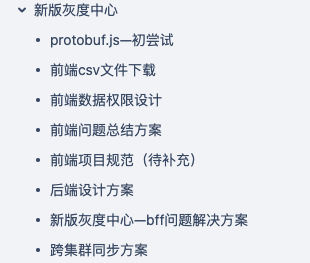 新版灰度中心
protobuf.js—初尝试
前端csv文件下载
前端数据权限设计
前端问题总结方案
前端项目规范（待补充）
后端设计方案
新版灰度中心—bff问题解决方案
跨集群同步方案